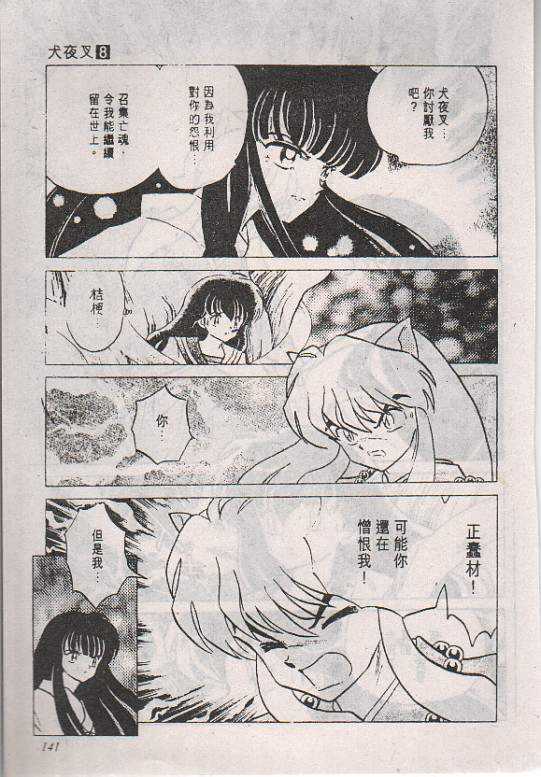 犬夜叉8
犬夜叉…
你討厭我
吧?
因為我利用
對你的怨恨…
召集亡魂,
令我能繼續
留在世上。
桔梗…
你…
正蠢材!
可能你
還在
憎恨我!
但是我…
141